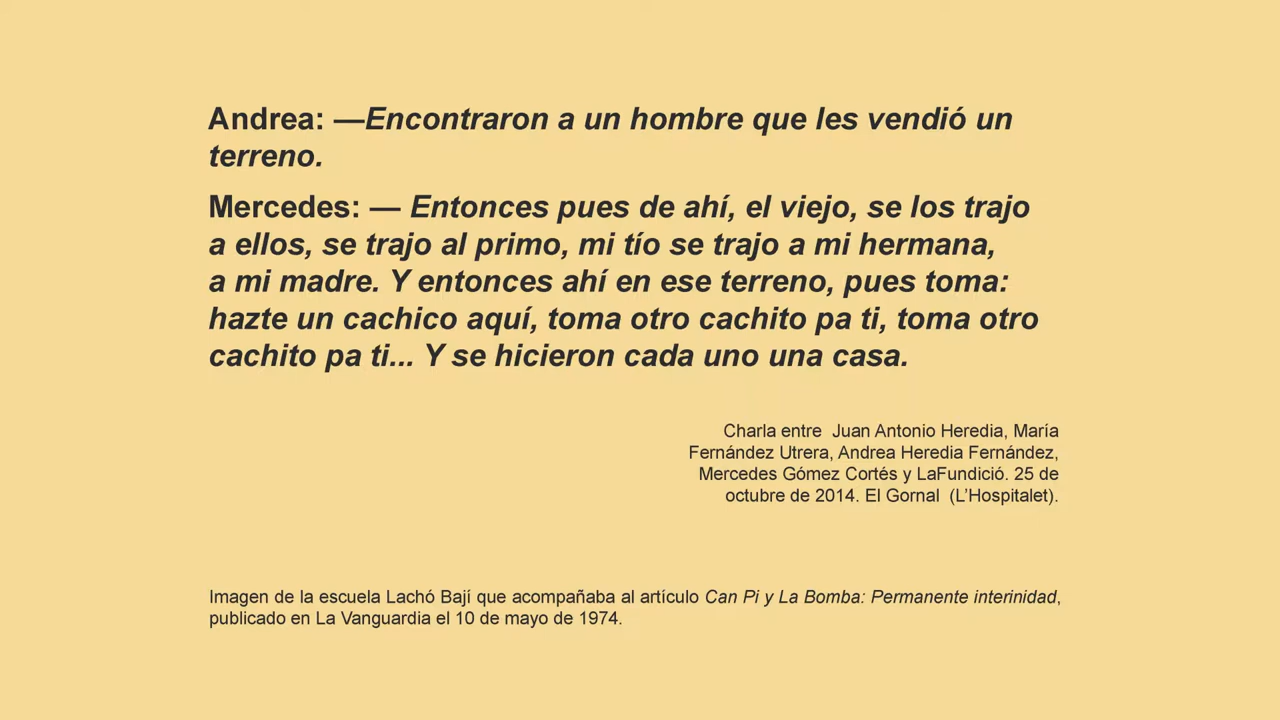 Andrea: —Encontraron a un hombre que les vendió un
terreno.
Mercedes: — Entonces pues de ahí, el viejo, se los trajo
a ellos, se trajo al primo, mi tío se trajo a mi hermana,
a mi madre. Y entonces ahí en ese terreno, pues toma:
hazte un cachico aquí, toma otro cachito pa ti, toma otro
cachito pa ti... Y se hicieron cada uno una casa.
Charla entre Juan Antonio Heredia, María
Fernández Utrera, Andrea Heredia Fernández,
Mercedes Gómez Cortés y LaFundició. 25 de
octubre de 2014. El Gornal (L’Hospitalet).
Imagen de la escuela Lachó Bají que acompañaba al artículo Can Pi y La Bomba: Permanente interinidad,
publicado en La Vanguardia el 10 de mayo de 1974.